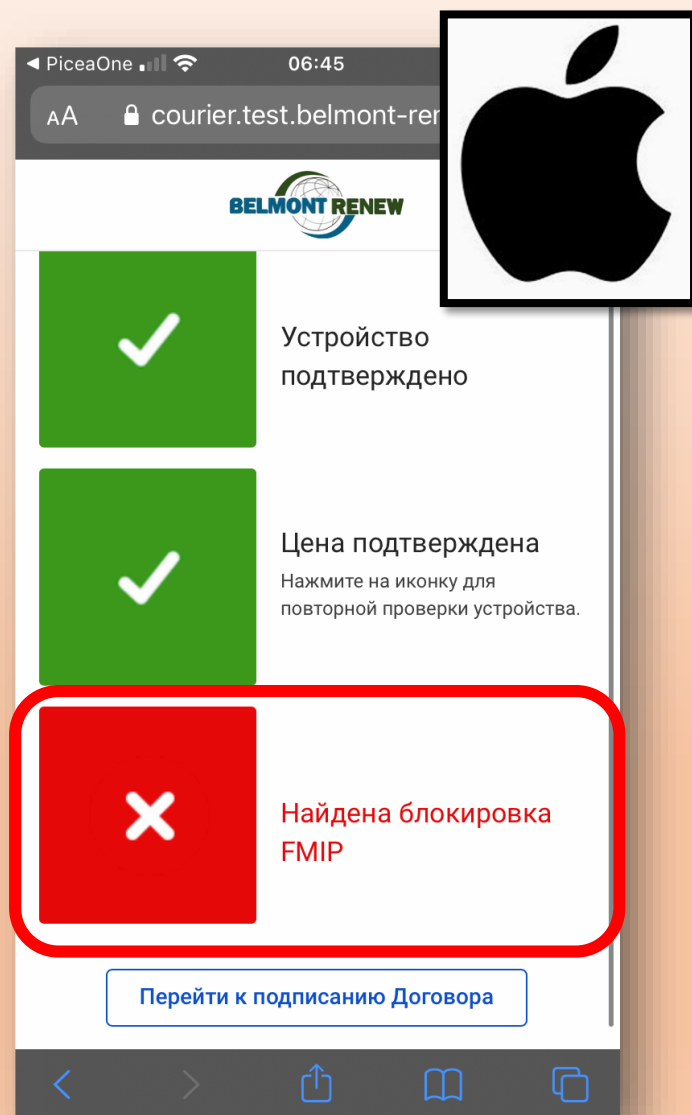 PiceaOne
06:45
AA
courier.test.belmont-rer
BELMONT RENEW
Устройство
подтверждено
Цена подтверждена
Нажмите на иконку для
повторной проверки устройства.
Найдена блокировка
FMIP
Перейти к подписанию Договора